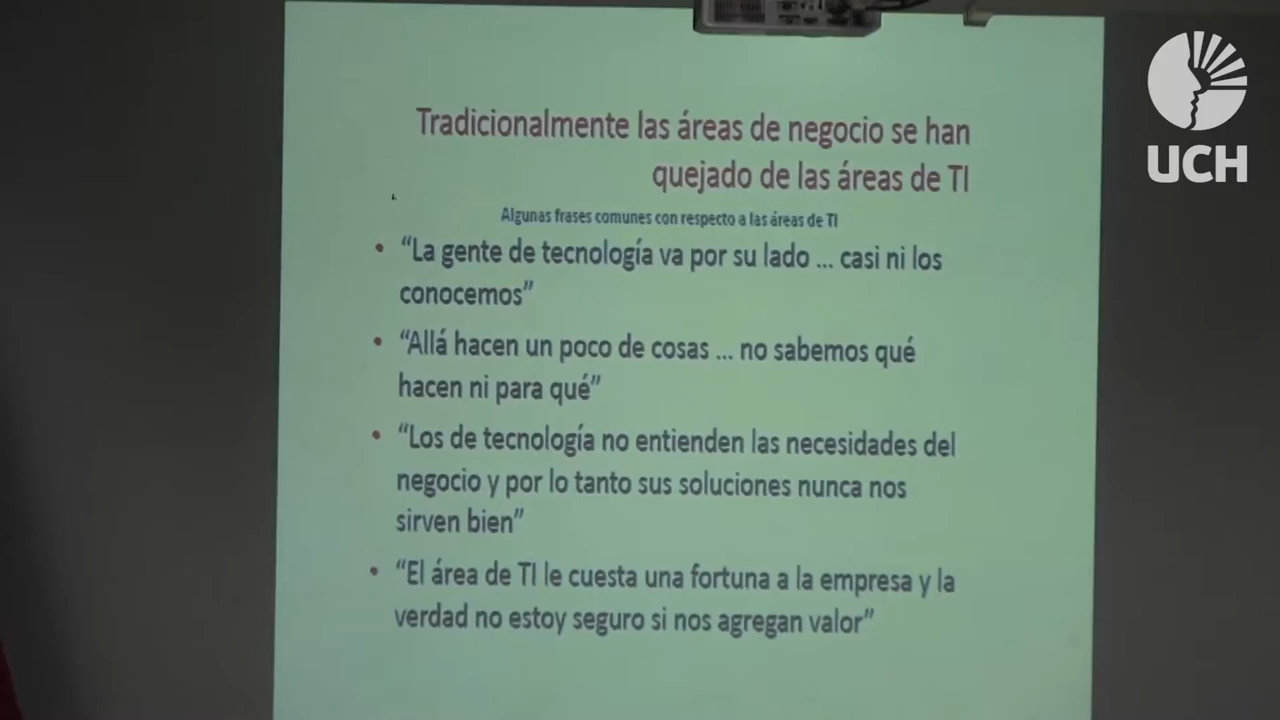 UCH
Tradicionalmente las áreas de negocio se han
quejado de las áreas de TI
Algunas frases comunes con respecto a las áreas de TI
• “La gente de tecnología va por su lado ... casi ni los
conocemos”
• “Allá hacen un poco de cosas ... no sabemos qué
hacen ni para qué”
• “Los de tecnología no entienden las necesidades del
negocio y por lo tanto sus soluciones nunca nos
sirven bien”
• “El área de TI le cuesta una fortuna a la empresa y la
verdad no estoy seguro si nos agregan valor”